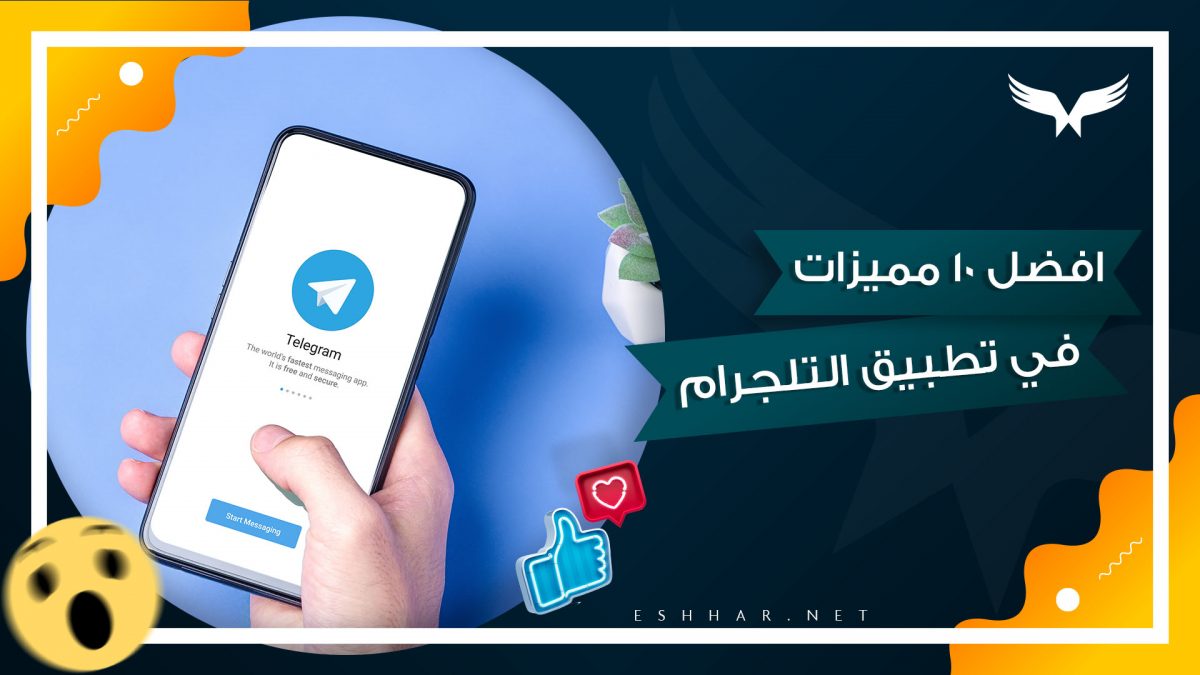 افضل ١٠ مميزات
في تطبيق التلجرام
Telegram
The world's fastest messaging app.
It is free and secure.
Start Messaging
ESHHAR.NET